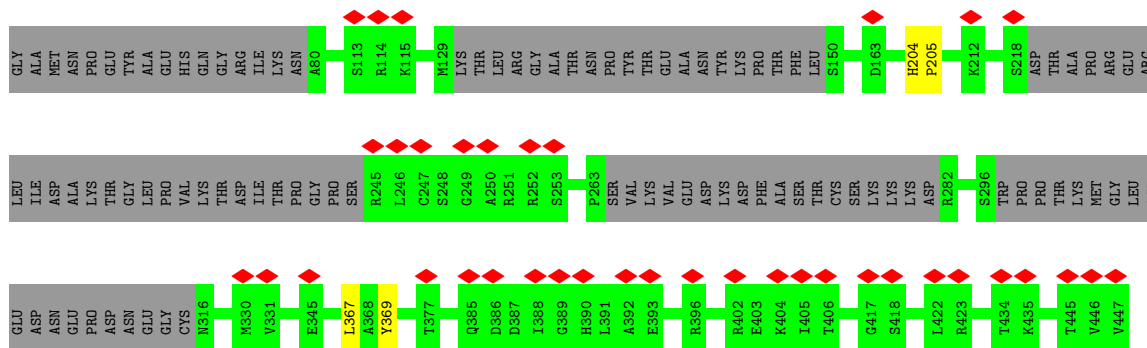 GLY ALA MET ASN PRO GLU TYR ALA GLU HIS GLN GLY ARG ILE LYS ASN A80 S113 R114 K115 M129 LYS THR LEU ARG GLY ALA THR ASN PRO TYR THR GLU ALA ASN TYR LYS PRO THR PHE LEU S150 D163 H204 P205 K212 S218 ASP THR ALA PRO ARG GLU ARG
LEU ILE ASP ALA LYS THR GLY LEU PRO VAL LYS THR ASP ILE THR PRO GLY PRO SER R245 L246 C247 S248 G249 A250 R251 R252 S253 P263 SER VAL LYS VAL GLU ASP LYS ASP PHE ALA SER THR CYS SER LYS LYS LYS ASP R282 S296 TRP PRO PRO THR LYS MET GLY LEU
GLU ASP ASN GLU PRO ASP ASN GLU GLY CYS N316 M330 V331 E345 L367 A368 Y369 T377 Q385 D386 D387 I388 G389 H390 L391 A392 E393 R396 R402 E403 K404 I405 T406 G417 S418 L422 R423 T434 K435 T445 V446 V447